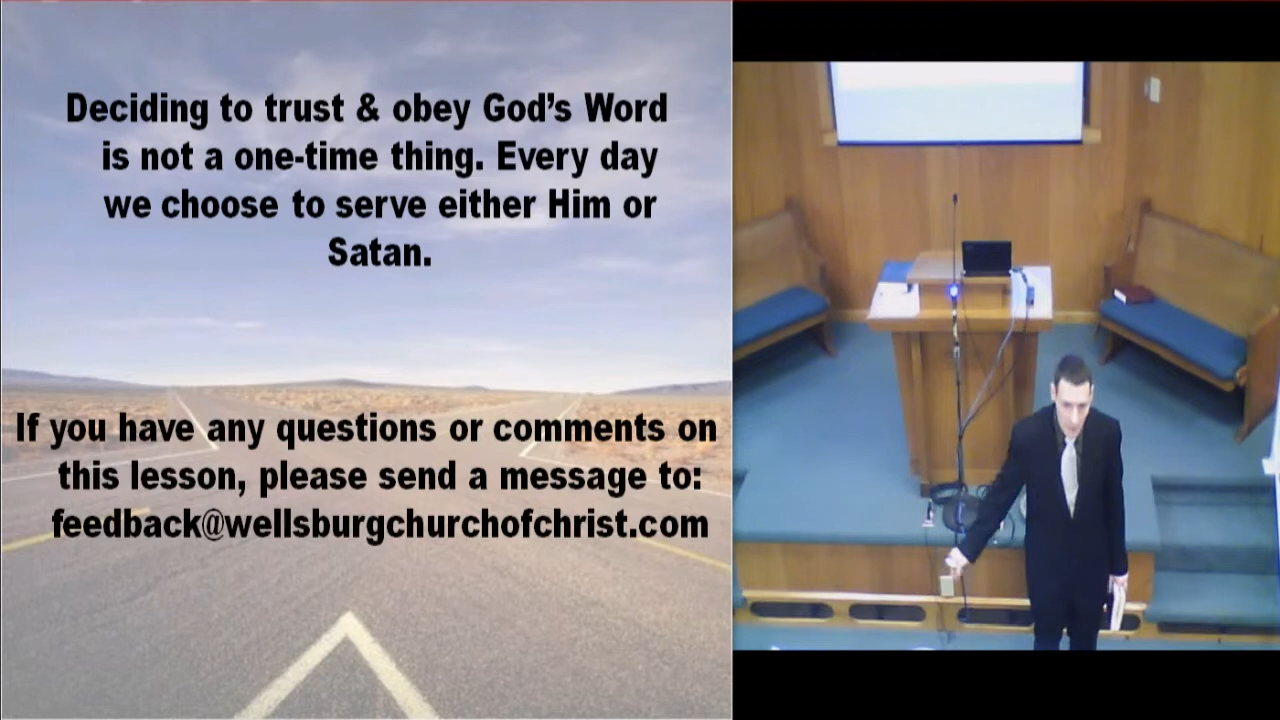 Deciding to trust & obey God's Word
is not a one-time thing. Every day
we choose to serve either Him or
Satan.
If you have any questions or comments on
this lesson, please send a message to:
feedback@wellsburgchurchofchrist.com